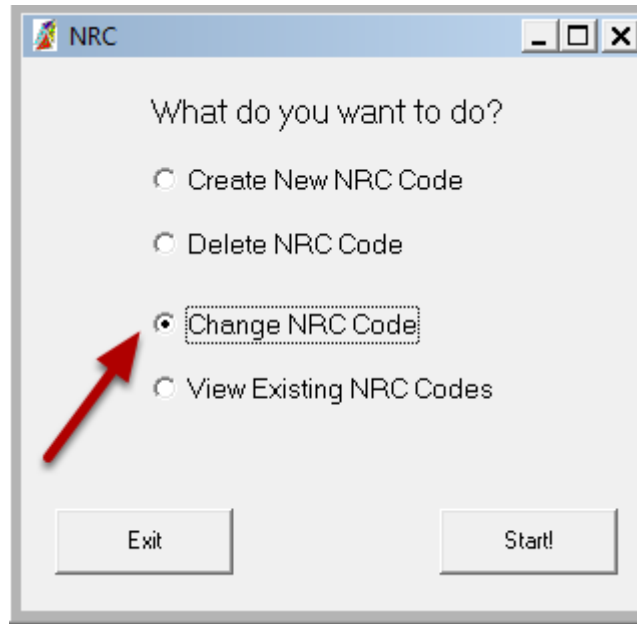 NRC
What do you want to do?
Create New NRC Code
Delete NRC Code
Change NRC Code
View Existing NRC Codes
Exit
Start!